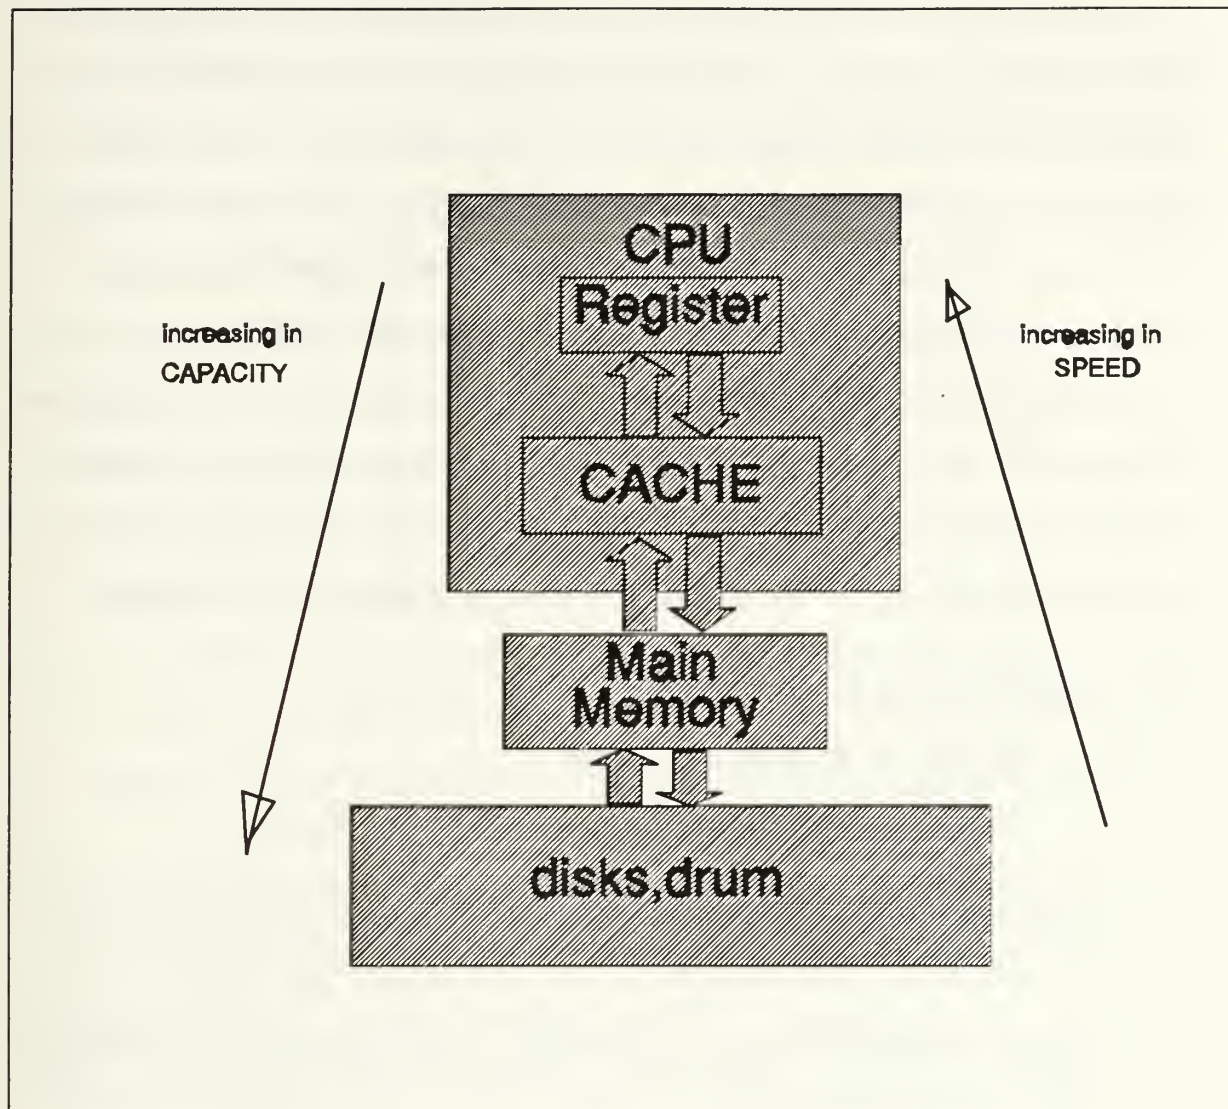 CPU
Register
increasing in
CAPACITY
increasing in
SPEED
CACHE
Main
Memory
disks,drum